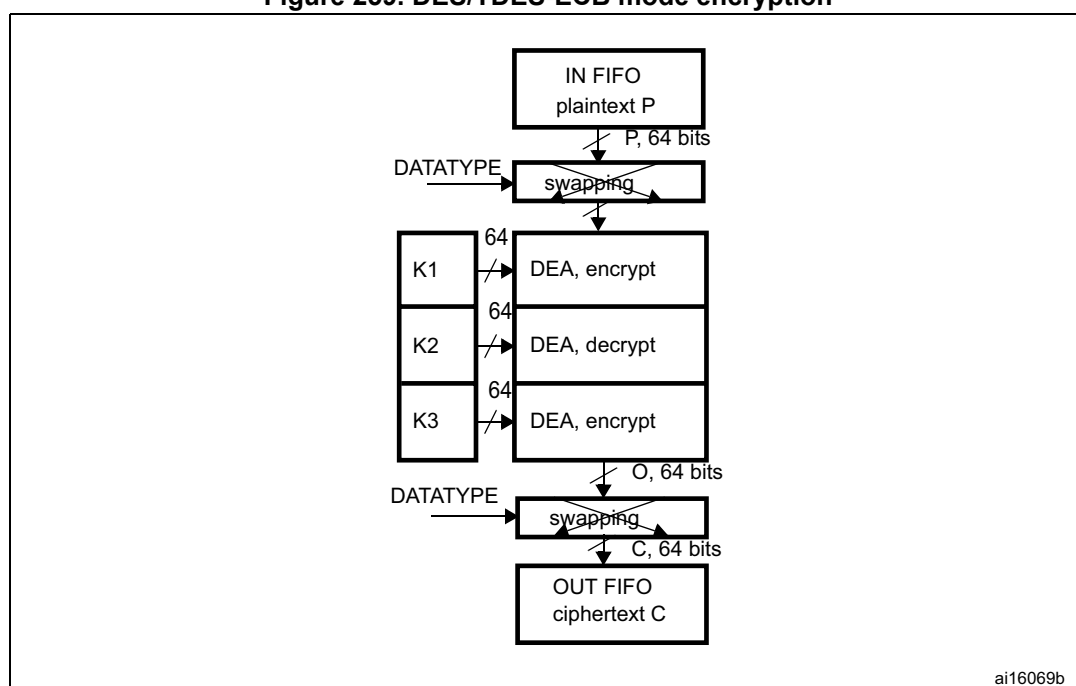 IN FIFO
plaintext P
P, 64 bits
DATATYPE
swapping
64
K1
DEA, encrypt
64
K2
DEA, decrypt
64
K3
DEA, encrypt
O, 64 bits
DATATYPE
swapping
C, 64 bits
OUT FIFO
ciphertext C
ai16069b